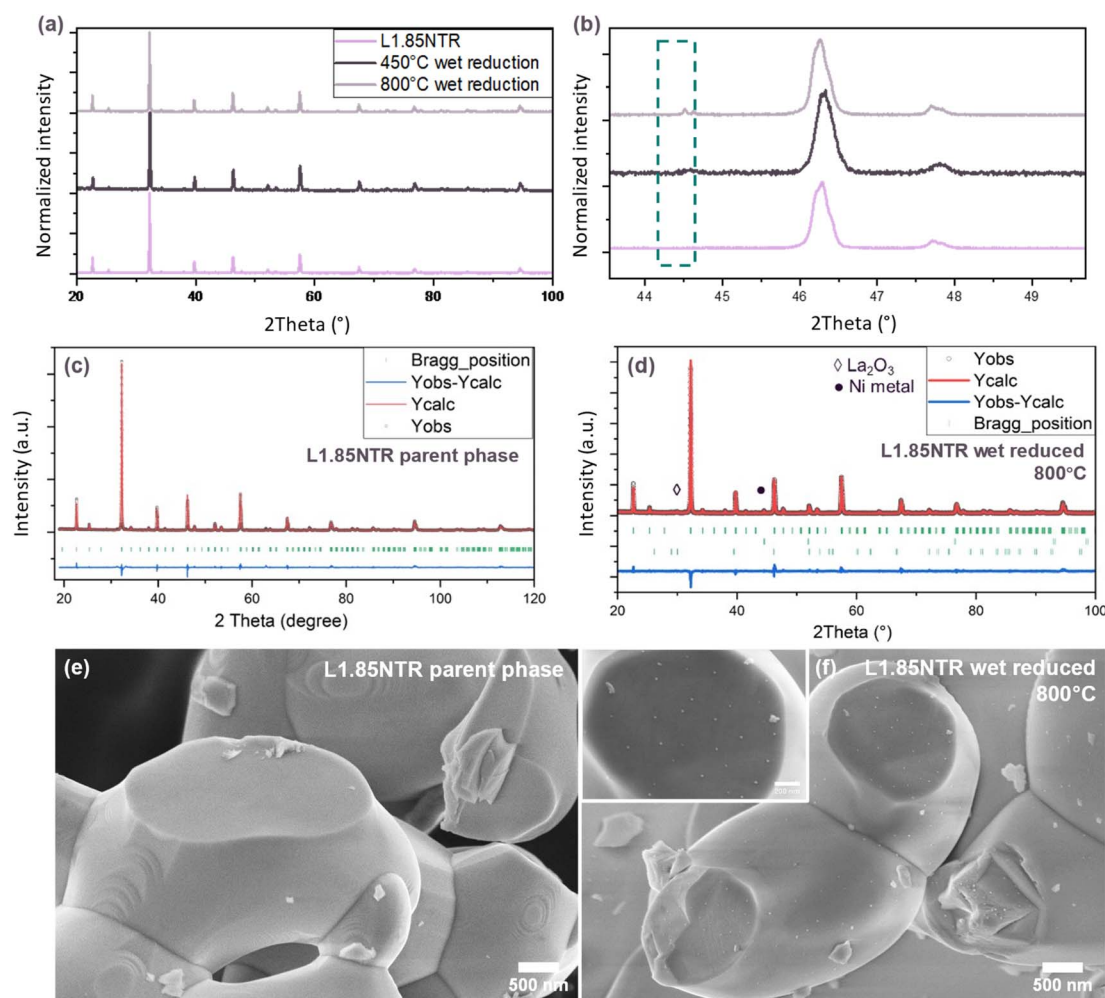 (a)
L1.85NTR
450°C wet reduction
800°C wet reduction
Normalized intensity
20 40 60 80 100
2Theta (°)
(b)
Normalized intensity
44 45 46 47 48 49
2Theta (°)
(c)
Bragg_position
Yobs-Ycalc
Ycalc
Yobs
L1.85NTR parent phase
Intensity (a.u.)
20 40 60 80 100 120
2 Theta (degree)
(d)
◊ La₂O₃
● Ni metal
Yobs
Ycalc
Yobs-Ycalc
Bragg_position
L1.85NTR wet reduced
800°C
Intensity (a.u.)
20 40 60 80 100
2Theta (°)
(e)
L1.85NTR parent phase
500 nm
200 nm
(f)
L1.85NTR wet reduced
800°C
500 nm